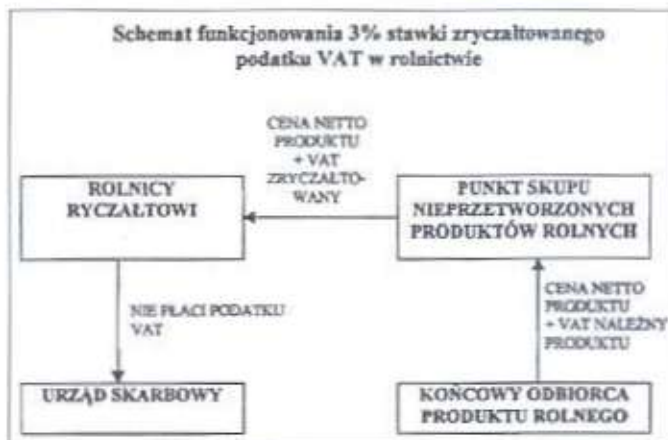 Schemat funkcjonowania 3% stawki zryczałtowanego
podatku VAT w rolnictwie
CENA NETTO
PRODUKTU
+ VAT
ZRYCZAŁTO-
WANY
ROLNICY
RYCZAŁTOWI
PUNKT SKUPU
NIEPRZETWORZONYCH
PRODUKTÓW ROLNYCH
NIE PŁACI PODATKU
VAT
CENA NETTO
PRODUKTU
+ VAT NALEŻNY
PRODUKTU
URZĄD SKARBOWY
KOŃCOWY ODBIORCA
PRODUKTU ROLNEGO